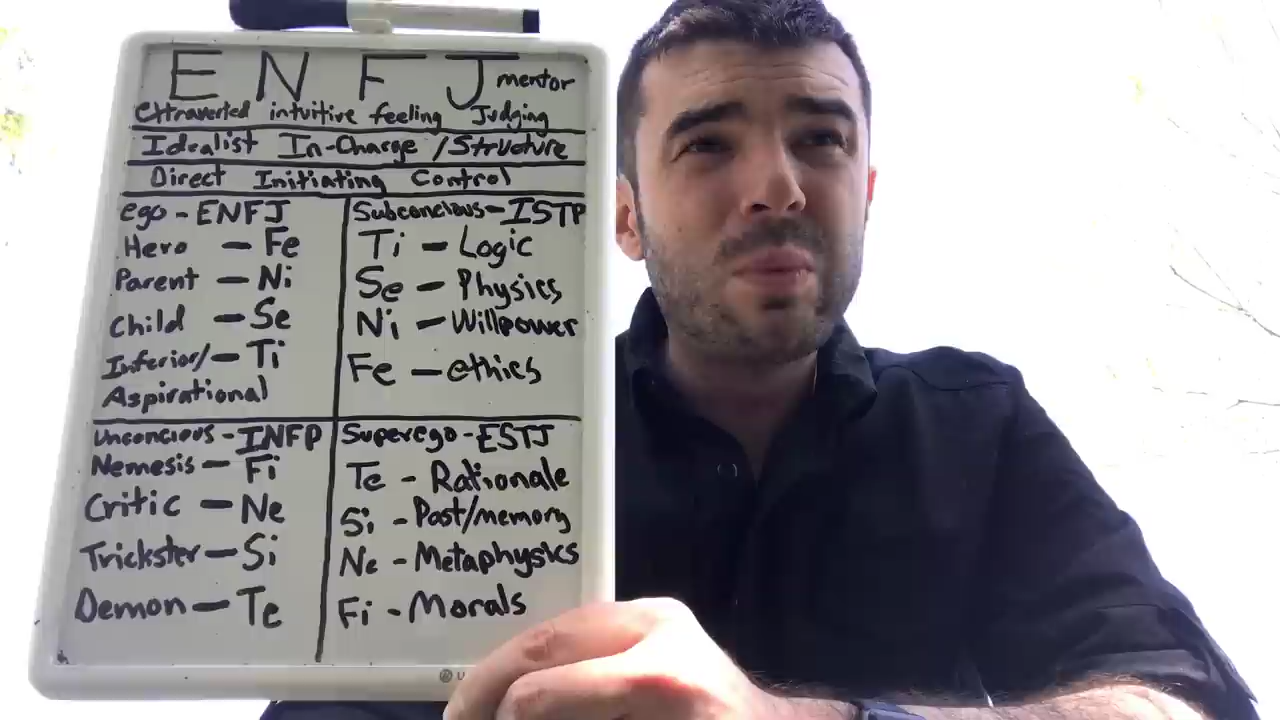 ENFJ mentor
extraverted intuitive feeling Judging
Idealist In-Charge /Structure
Direct Initiating Control
ego - ENFJ
Hero - Fe
Parent - Ni
child - Se
Inferior/ - Ti
Aspirational
Subconcious - ISTP
Ti - Logic
Se - Physics
Ni - Willpower
Fe - ethics
Unconcious - INFP
Nemesis - Fi
Critic - Ne
Trickster - Si
Demon - Te
Superego - ESTJ
Te - Rationale
Si - Past/memory
Ne - Metaphysics
Fi - Morals